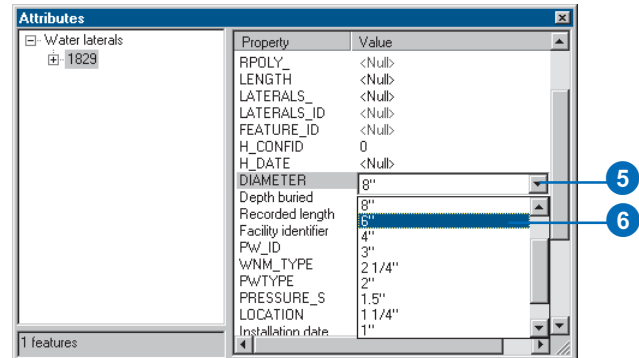 Attributes
Water laterals
1829
1 features
Property Value
RPOLY_ <Null>
LENGTH <Null>
LATERALS_ <Null>
LATERALS_ID <Null>
FEATURE_ID <Null>
H_CONFID 0
H_DATE <Null>
DIAMETER 8" 5
Depth buried 8"
Recorded length 6" 6
Facility identifier 4"
PW_ID 3"
WNM_TYPE 2 1/4"
PWTYPE 2"
PRESSURE_S 1.5"
LOCATION 1 1/4"
Installation date 1"